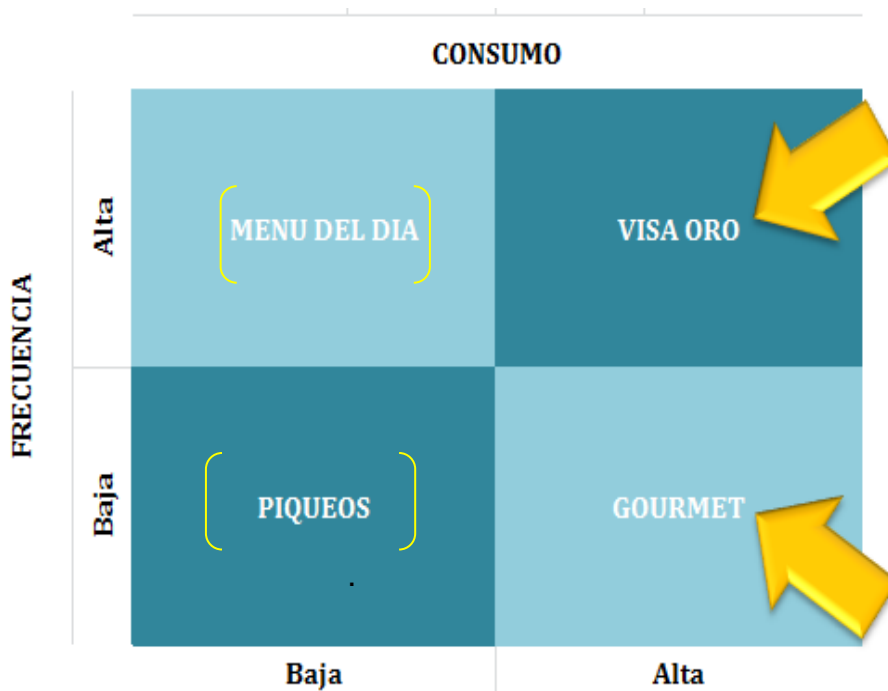 CONSUMO
FRECUENCIA
Alta
MENU DEL DIA
VISA ORO
Baja
PIQUEOS
GOURMET
Baja
Alta